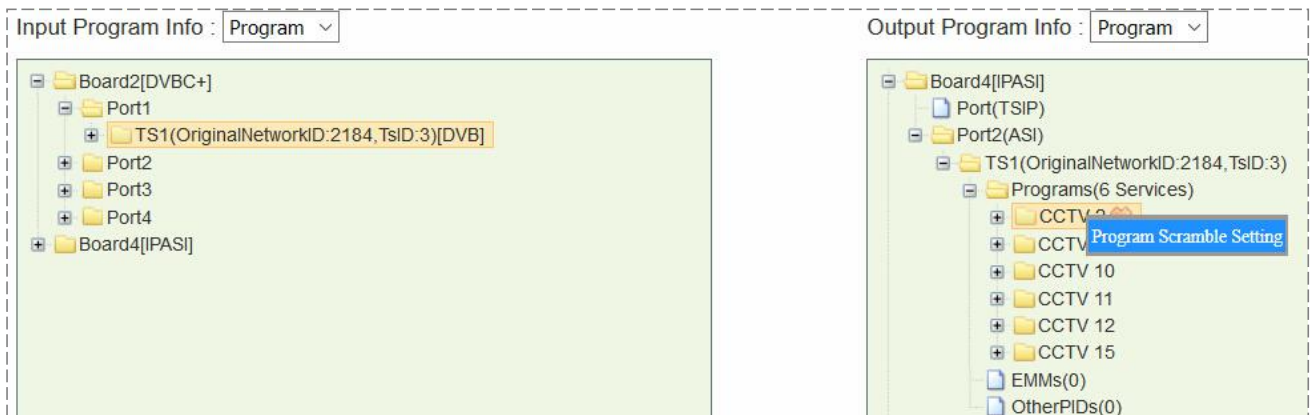 Input Program Info : Program
Board2[DVBC+]
Port1
TS1(OriginalNetworkID:2184,TsID:3)[DVB]
Port2
Port3
Port4
Board4[IPASI]
Output Program Info : Program
Board4[IPASI]
Port(TSIP)
Port2(ASI)
TS1(OriginalNetworkID:2184,TsID:3)
Programs(6 Services)
CCTV
Program Scramble Setting
CCTV
CCTV 10
CCTV 11
CCTV 12
CCTV 15
EMMs(0)
OtherPIDs(0)